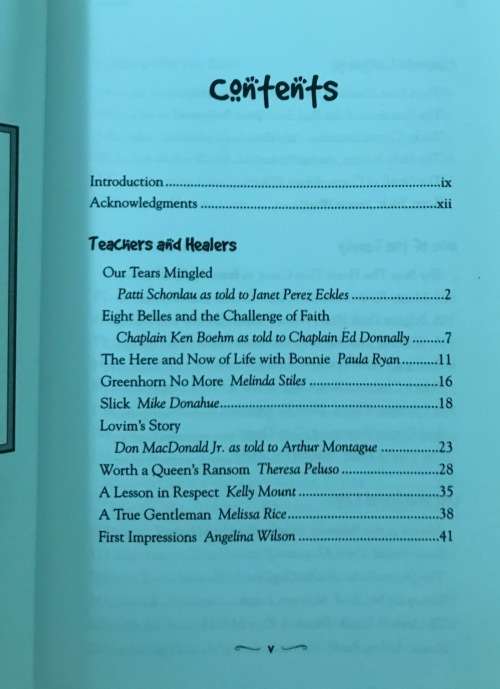 Contents
Introduction..........................................................................ix
Acknowledgments ...............................................................xii
Teachers and Healers
Our Tears Mingled
Patti Schonlau as told to Janet Perez Eckles .........................2
Eight Belles and the Challenge of Faith
Chaplain Ken Boehm as told to Chaplain Ed Donnally .........7
The Here and Now of Life with Bonnie Paula Ryan..........11
Greenhorn No More Melinda Stiles ..................................16
Slick Mike Donahue..........................................................18
Lovim's Story
Don MacDonald Jr. as told to Arthur Montague ................23
Worth a Queen's Ransom Theresa Peluso ..........................28
A Lesson in Respect Kelly Mount .....................................35
A True Gentleman Melissa Rice........................................38
First Impressions Angelina Wilson .....................................41
v